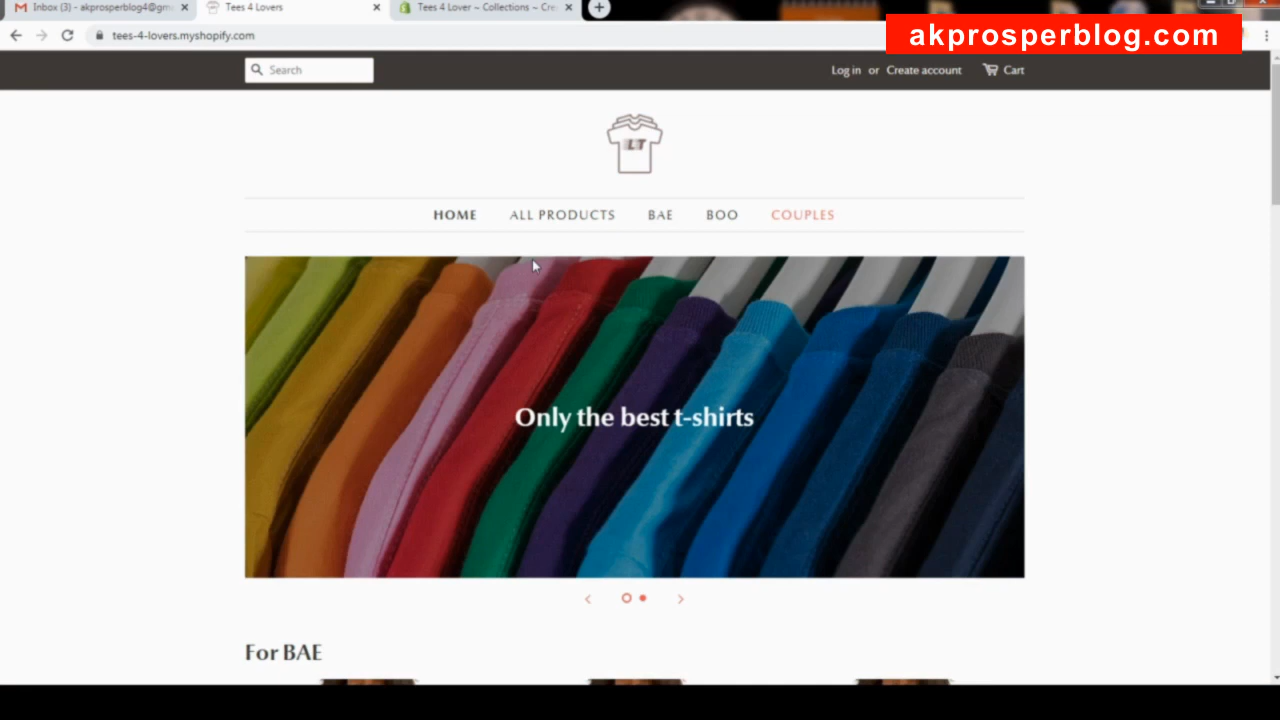 Inbox (3) - akprosperblog4@gm
Tees 4 Lovers
Tees 4 Lover ~ Collections ~ Cre
akprosperblog.com
tees-4-lovers.myshopify.com
Search
Log in or Create account
Cart
LT
HOME
ALL PRODUCTS
BAE
BOO
COUPLES
Only the best t-shirts
For BAE